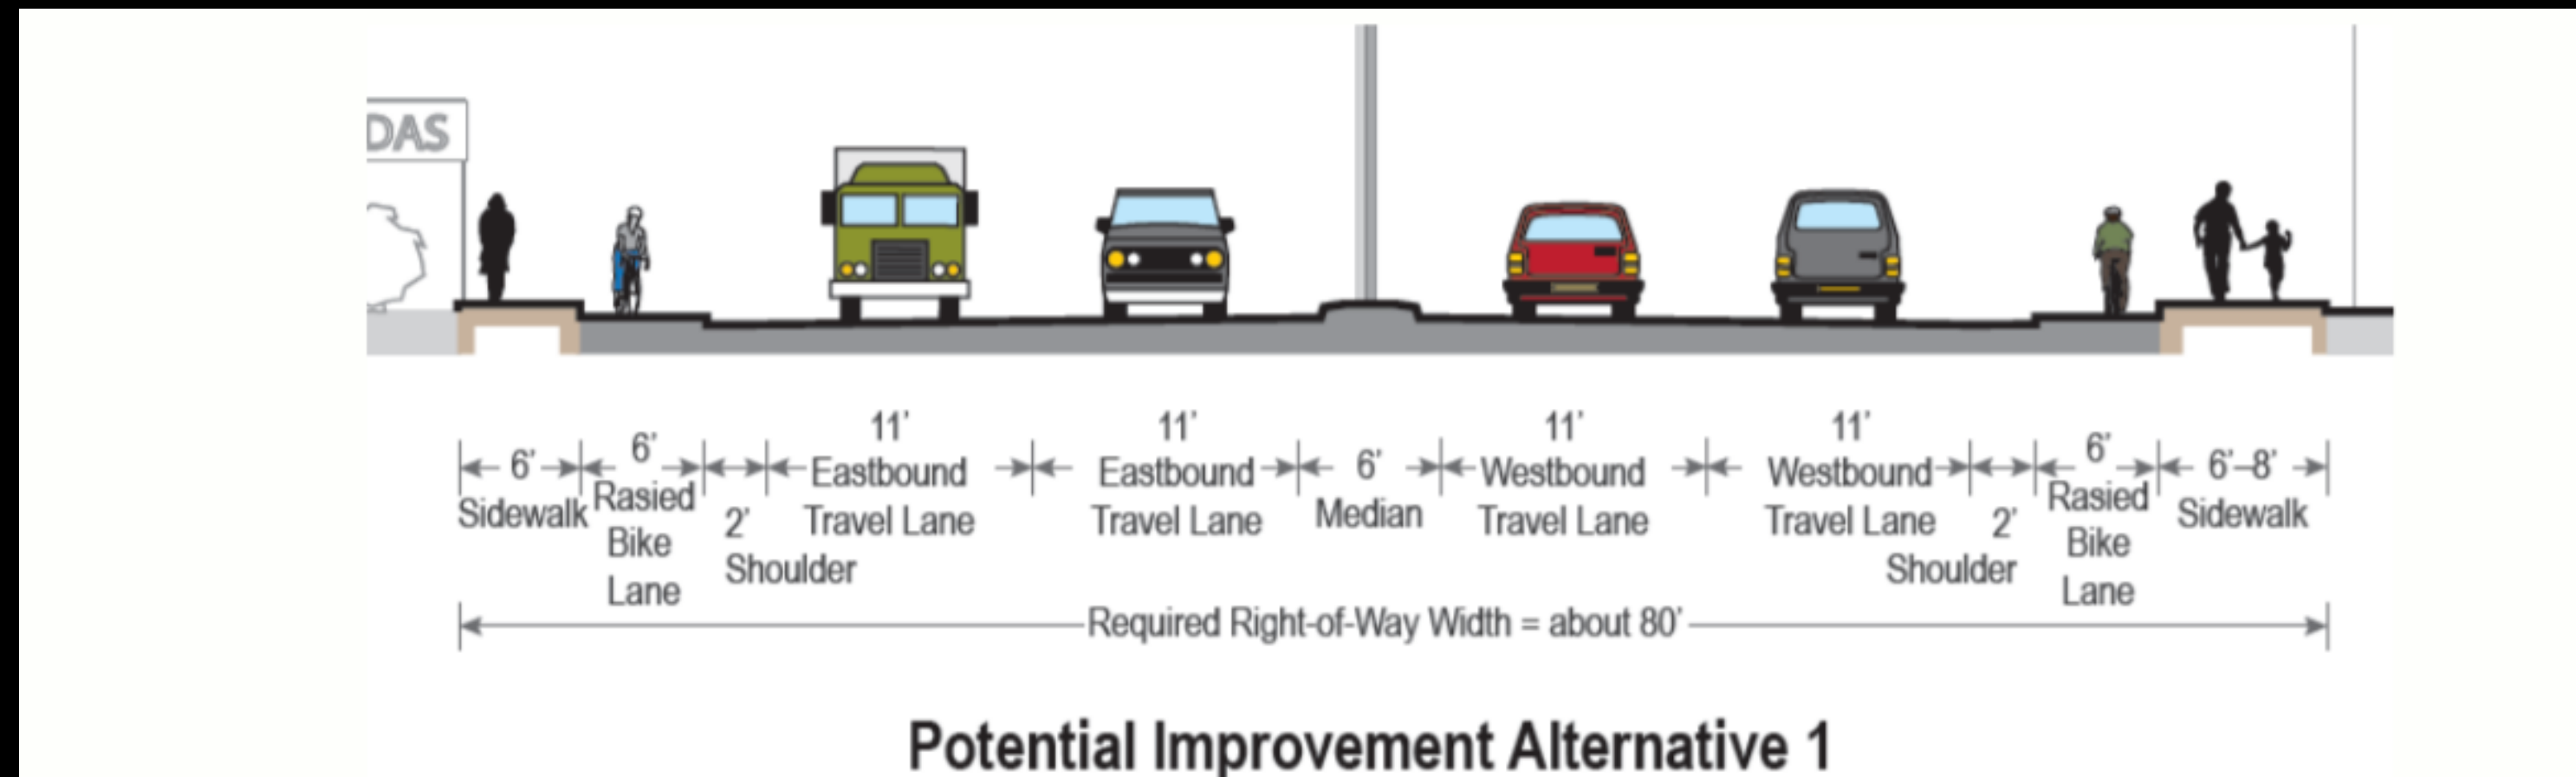 DAS
11’ 11’ 11’ 11’
6’ 6’ Eastbound Eastbound 6’ Westbound Westbound 6’ 6’–8’
Sidewalk Rasied 2’ Travel Lane Travel Lane Median Travel Lane Travel Lane 2’ Rasied Sidewalk
Bike Shoulder Shoulder Bike
Lane Lane
Required Right-of-Way Width = about 80’
Potential Improvement Alternative 1